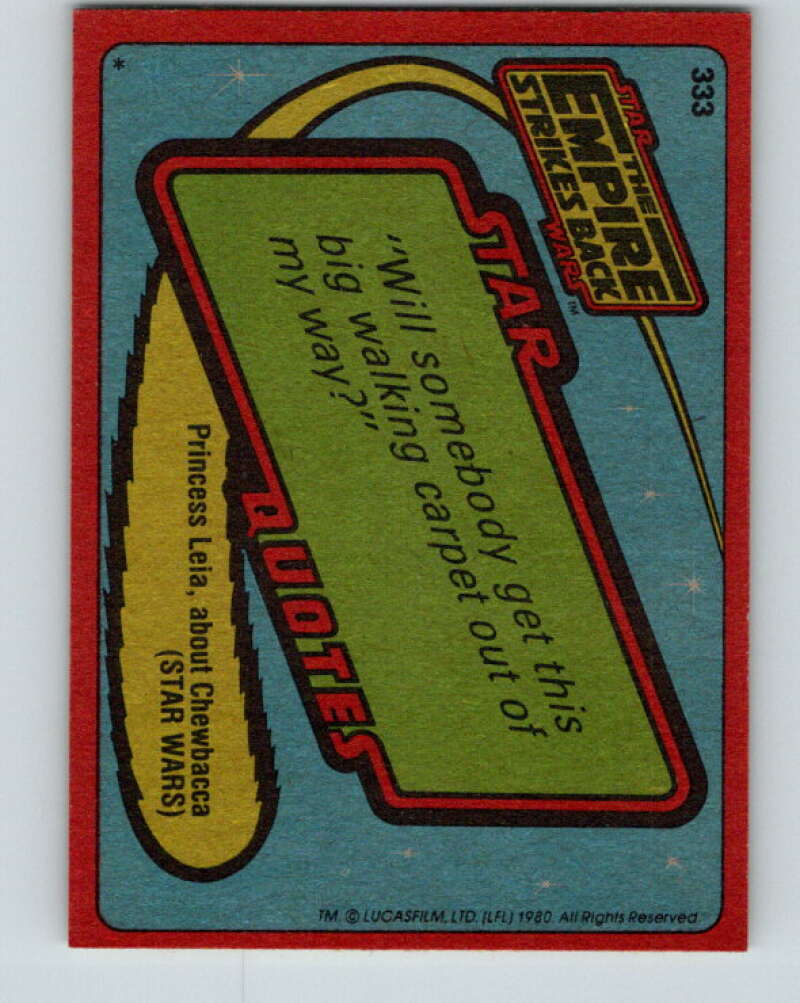 333
STAR
THE
EMPIRE
STRIKES BACK
WARS™
STAR
"Will somebody get this
big walking carpet out of
my way?"
QUOTES
Princess Leia, about Chewbacca
(STAR WARS)
*
TM. © LUCASFILM, LTD. (LFL) 1980. All Rights Reserved.